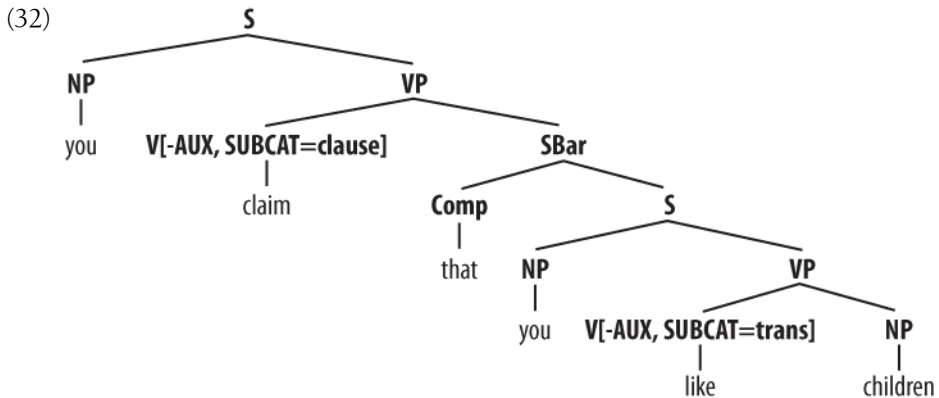 (32)
S
NP VP
you V[-AUX, SUBCAT=clause] SBar
claim Comp S
that NP VP
you V[-AUX, SUBCAT=trans] NP
like children